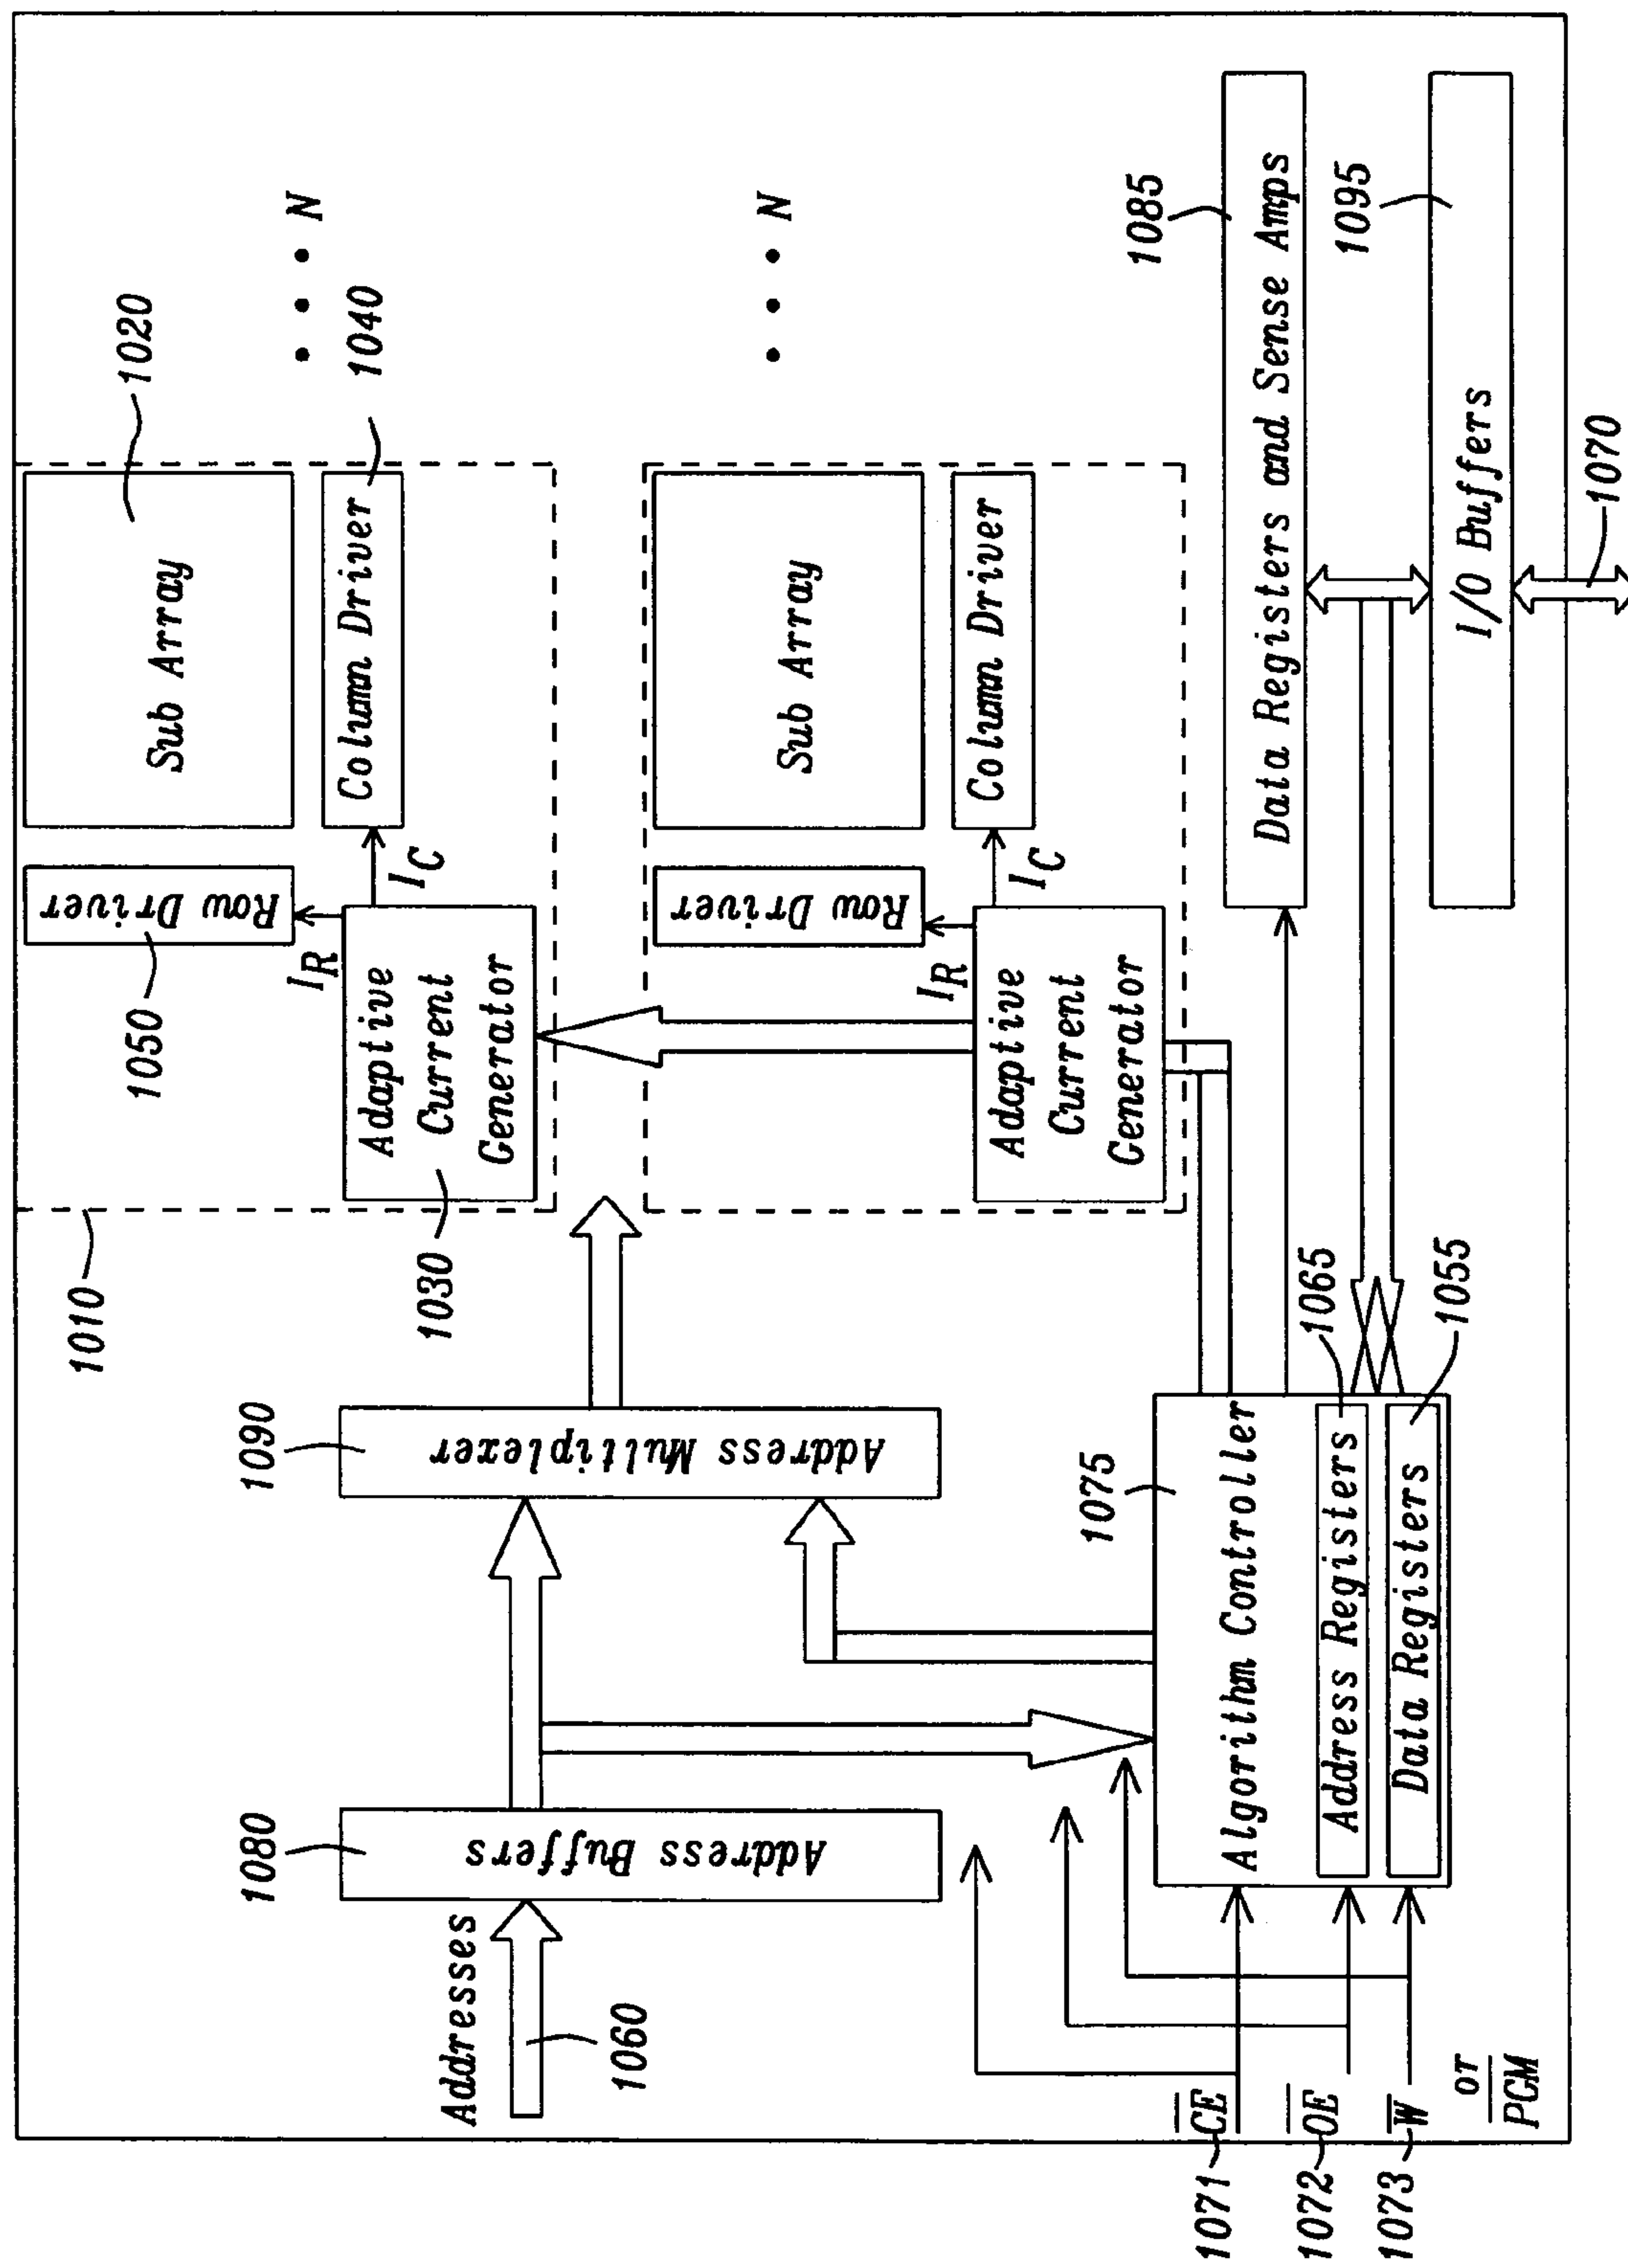 1010
Sub Array
1020
Row Driver
1050
I_R
Adaptive
Current
Generator
1030
I_C
Column Driver
1040
• • • N
Addresses
1060
Address Buffers
1080
Address Multiplexer
1090
Sub Array
Row Driver
I_R
Adaptive
Current
Generator
I_C
Column Driver
• • • N
1071
C̅E̅
1072
O̅E̅
1073
W̅
or
P̅G̅M̅
Algorithm Controller
1075
Address Registers
1065
Data Registers
1055
Data Registers and Sense Amps
1085
I/O Buffers
1095
1070